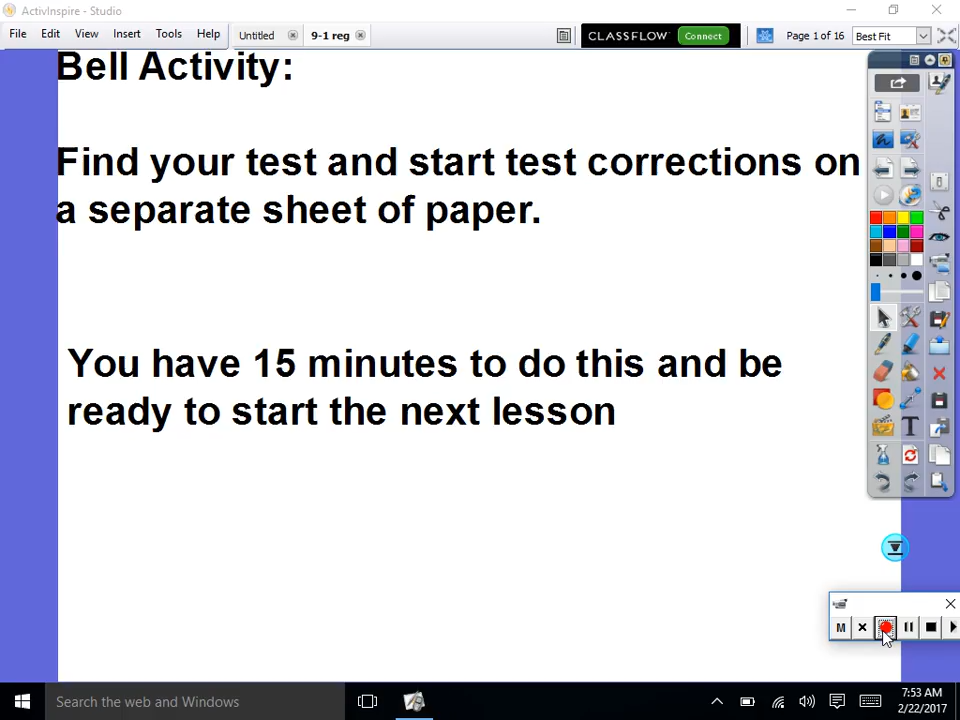 ActivInspire - Studio
File Edit View Insert Tools Help Untitled 9-1 reg CLASSFLOW Connect Page 1 of 16 Best Fit
Bell Activity:
Find your test and start test corrections on
a separate sheet of paper.
You have 15 minutes to do this and be
ready to start the next lesson
T
M
Search the web and Windows
7:53 AM
2/22/2017